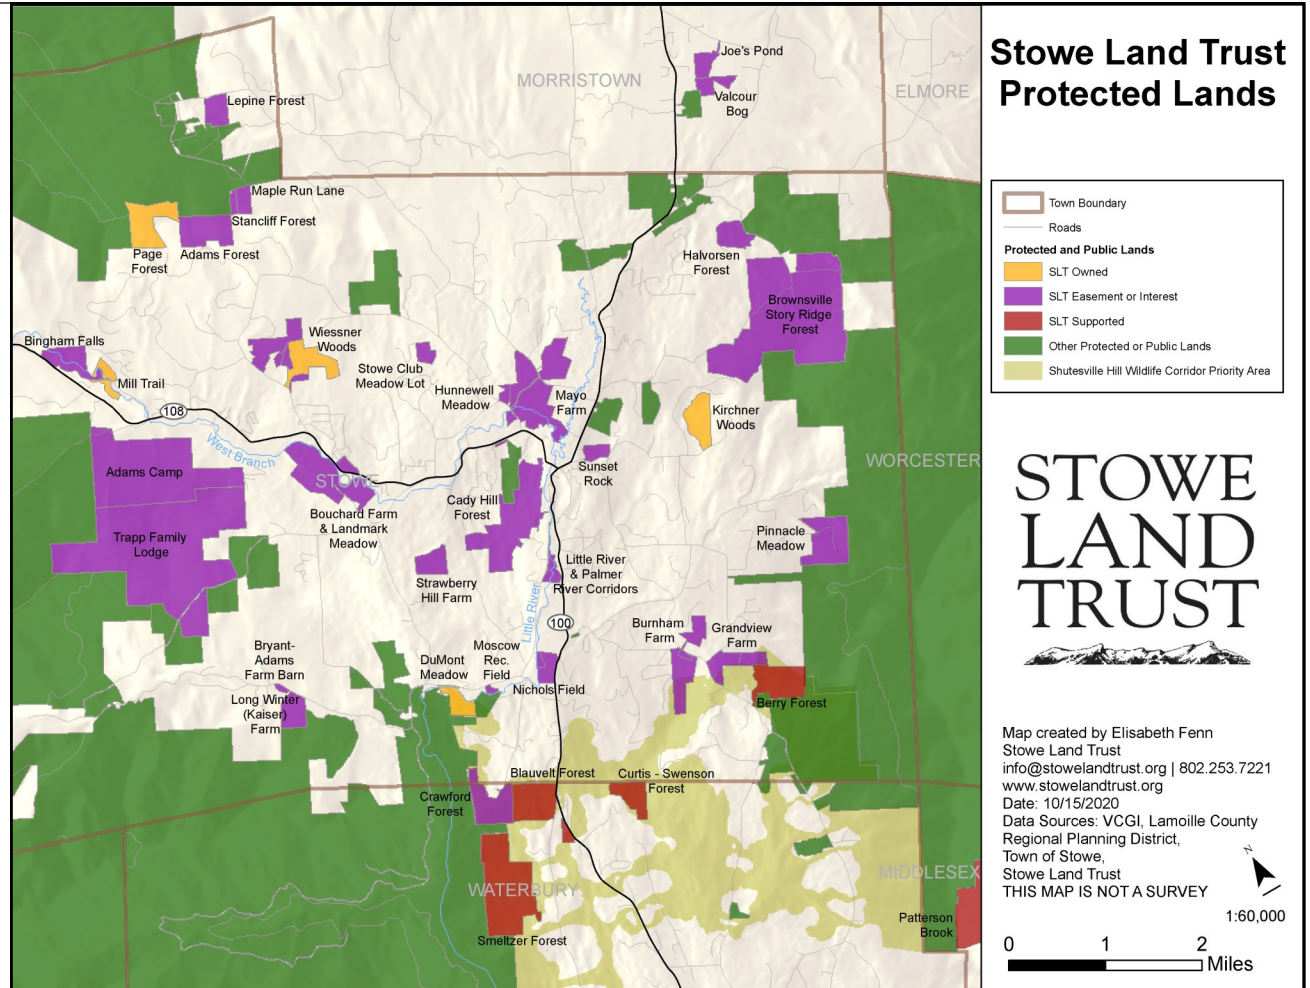 Stowe Land Trust
Protected Lands
Town Boundary
Roads
Protected and Public Lands
SLT Owned
SLT Easement or Interest
SLT Supported
Other Protected or Public Lands
Shutesville Hill Wildlife Corridor Priority Area
STOWE
LAND
TRUST
Map created by Elisabeth Fenn
Stowe Land Trust
info@stowelandtrust.org | 802.253.7221
www.stowelandtrust.org
Date: 10/15/2020
Data Sources: VCGI, Lamoille County
Regional Planning District,
Town of Stowe,
Stowe Land Trust
THIS MAP IS NOT A SURVEY
N
1:60,000
0 1 2
Miles
MORRISTOWN
ELMORE
Joe's Pond
Valcour
Bog
Lepine Forest
Maple Run Lane
Stancliff Forest
Page
Forest
Adams Forest
Halvorsen
Forest
Brownsville
Story Ridge
Forest
Bingham Falls
Mill Trail
Wiessner
Woods
Stowe Club
Meadow Lot
Hunnewell
Meadow
Mayo
Farm
Kirchner
Woods
108
West Branch
Adams Camp
STOWE
Bouchard Farm
& Landmark
Meadow
Cady Hill
Forest
Sunset
Rock
WORCESTER
Trapp Family
Lodge
Pinnacle
Meadow
Strawberry
Hill Farm
Little River
& Palmer
River Corridors
Little River
100
Burnham
Farm
Grandview
Farm
Bryant-
Adams
Farm Barn
Long Winter
(Kaiser)
Farm
DuMont
Meadow
Moscow
Rec.
Field
Nichols Field
Berry Forest
Blauvelt Forest
Curtis - Swenson
Forest
Crawford
Forest
WATERBURY
MIDDLESEX
Smeltzer Forest
Patterson
Brook